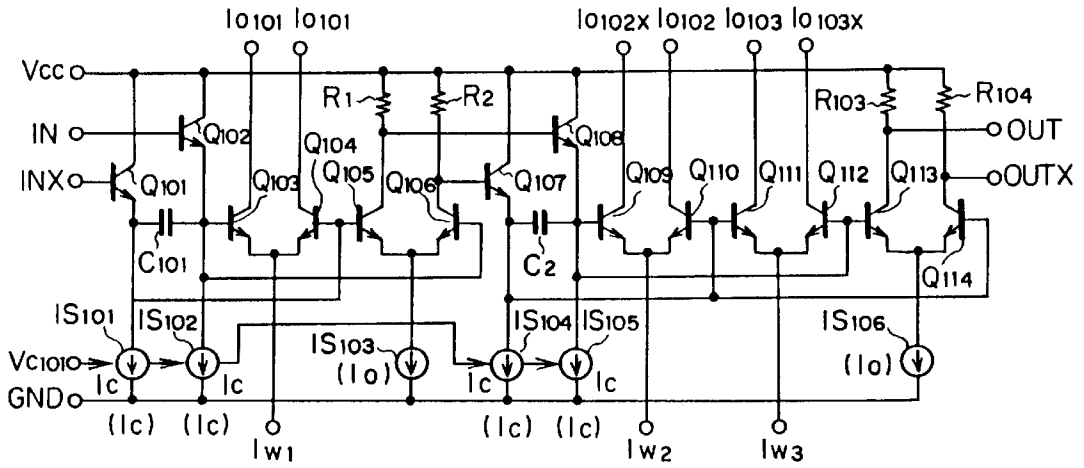 Io101 Io101 Io102X Io102 Io103 Io103X
Vcc
R1 R2 R103 R104
IN Q102 Q108 OUT
Q104
INX Q101 Q103 Q105 Q106 Q107 Q109 Q110 Q111 Q112 Q113 OUTX
C101 C2 Q114
IS101 IS102 IS103 IS104 IS105 IS106
Vc101 Ic Ic (Io) Ic Ic (Io)
GND
(Ic) (Ic) Iw1 (Ic) (Ic) Iw2 Iw3